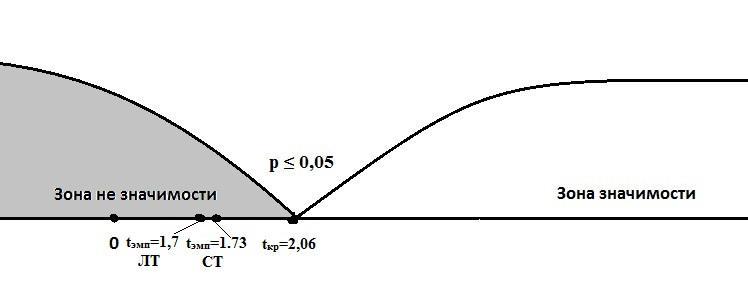 p ≤ 0,05
Зона не значимости
Зона значимости
0 tэмп=1,7 tэмп=1.73 tкр=2,06
ЛТ СТ